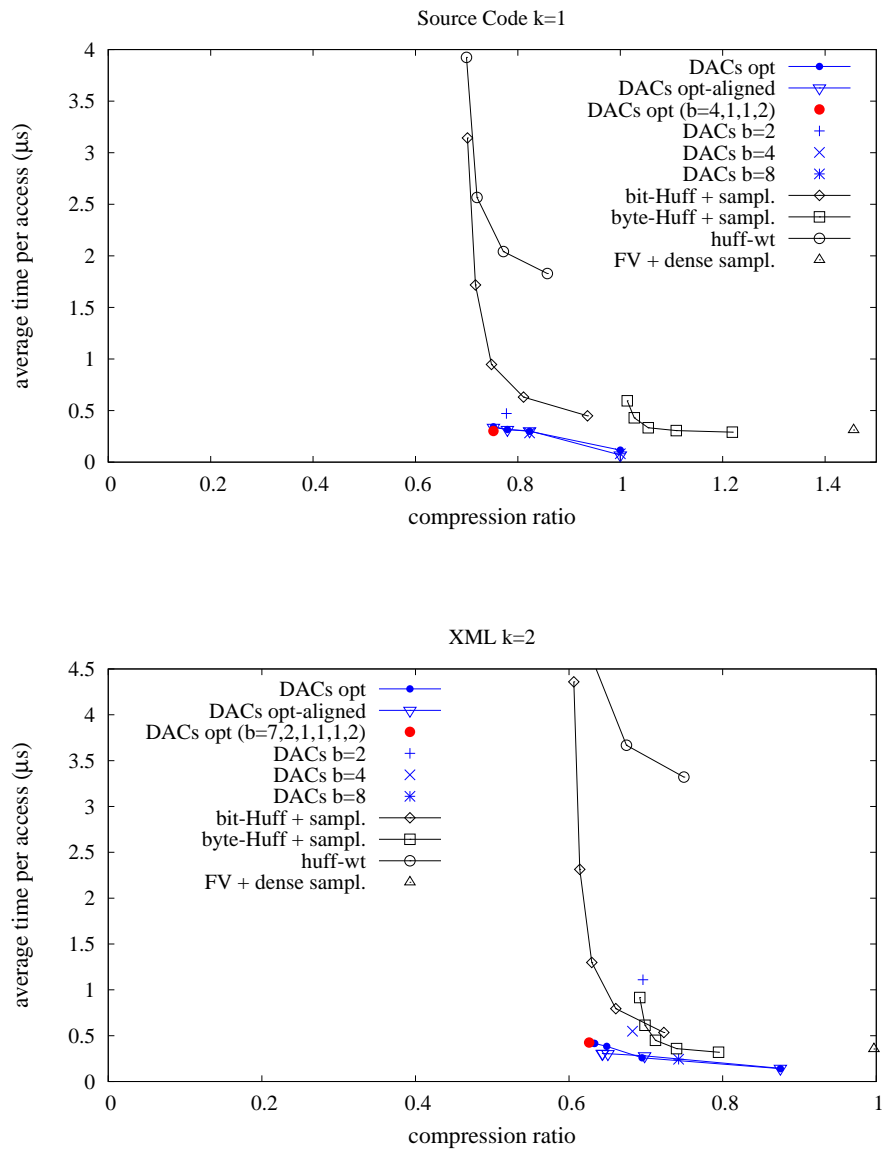 Source Code k=1
4
3.5
3
2.5
2
1.5
1
0.5
0
average time per access (μs)
DACs opt
DACs opt-aligned
DACs opt (b=4,1,1,2)
DACs b=2
DACs b=4
DACs b=8
bit-Huff + sampl.
byte-Huff + sampl.
huff-wt
FV + dense sampl.
0 0.2 0.4 0.6 0.8 1 1.2 1.4
compression ratio
XML k=2
4.5
4
3.5
3
2.5
2
1.5
1
0.5
0
average time per access (μs)
DACs opt
DACs opt-aligned
DACs opt (b=7,2,1,1,1,2)
DACs b=2
DACs b=4
DACs b=8
bit-Huff + sampl.
byte-Huff + sampl.
huff-wt
FV + dense sampl.
0 0.2 0.4 0.6 0.8 1
compression ratio